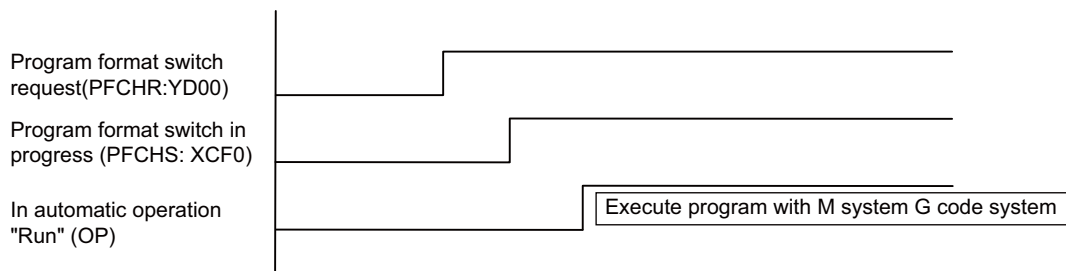 Program format switch
request(PFCHR:YD00)
Program format switch in
progress (PFCHS: XCF0)
In automatic operation
"Run" (OP)
Execute program with M system G code system